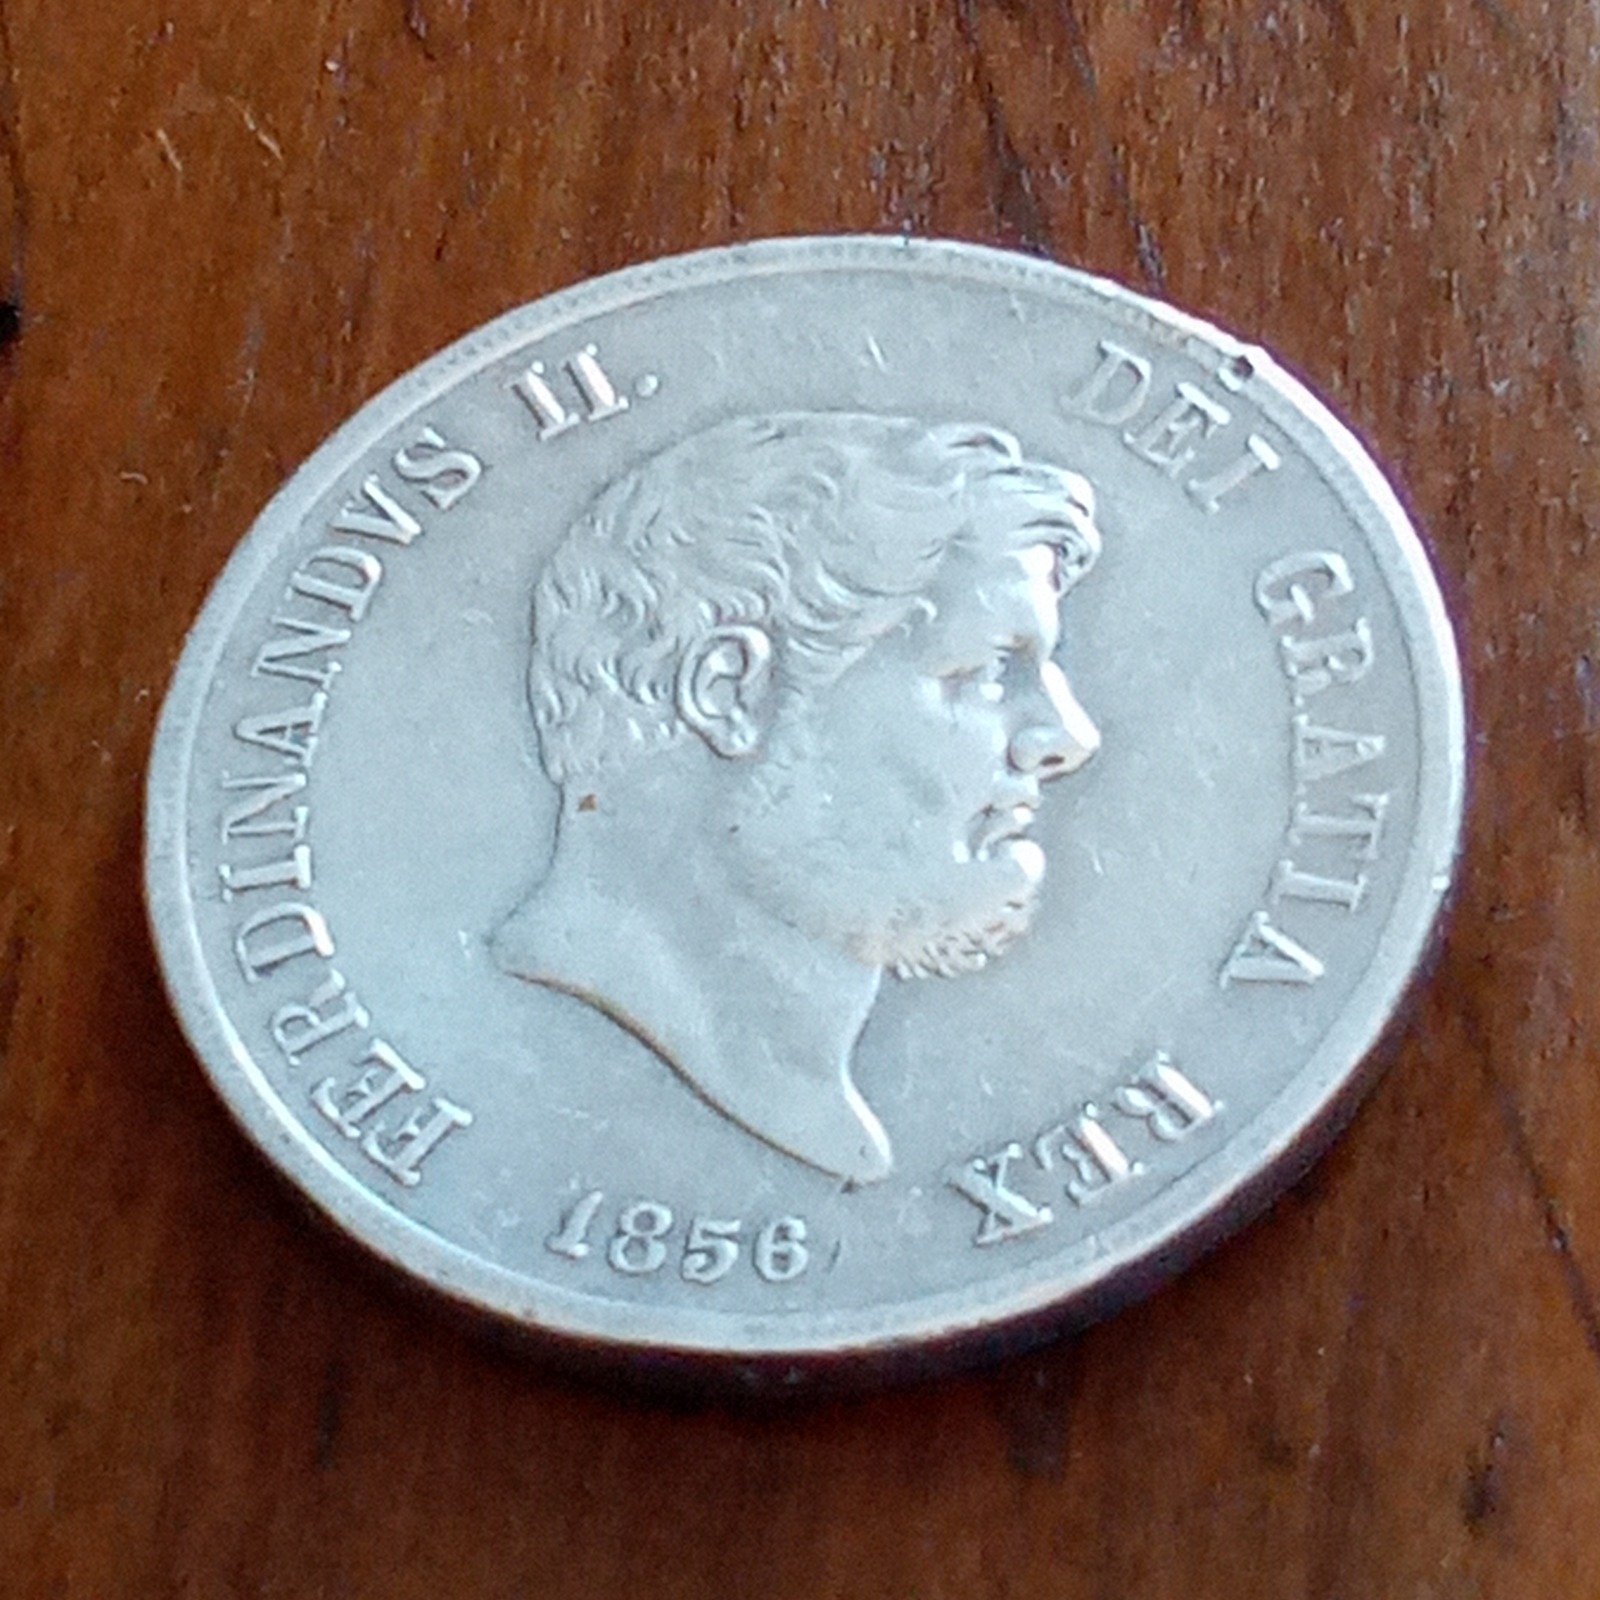 FERDINANDVS II. DEI GRATIA REX
1856